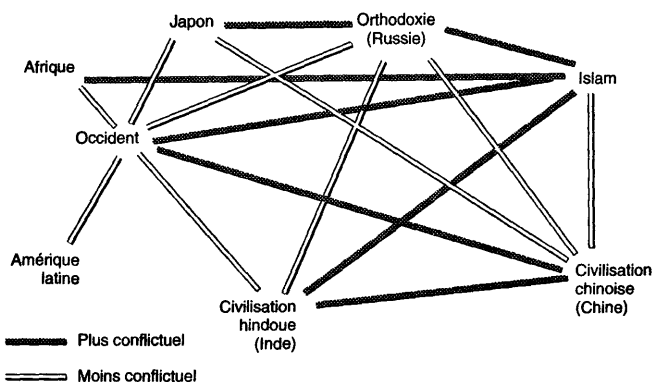 Japon
Orthodoxie
(Russie)
Afrique
Islam
Occident
Amérique
latine
Civilisation
hindoue
(Inde)
Civilisation
chinoise
(Chine)
Plus conflictuel
Moins conflictuel